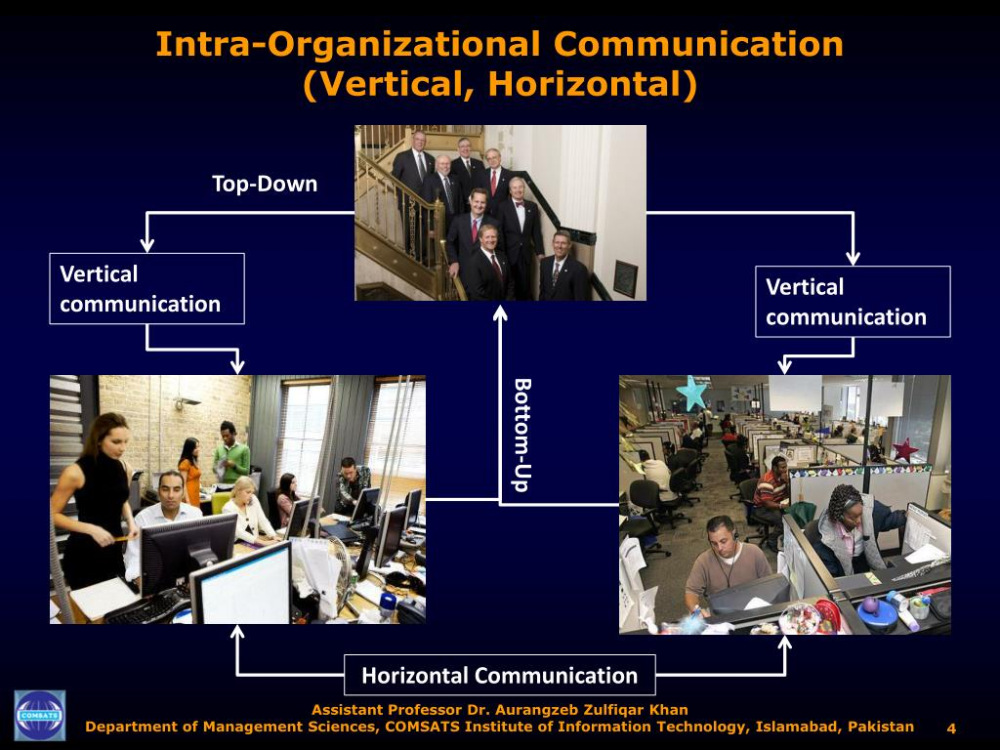 Intra-Organizational Communication
(Vertical, Horizontal)
Top-Down
Vertical
communication
Vertical
communication
Bottom-Up
Horizontal Communication
COMSATS
Assistant Professor Dr. Aurangzeb Zulfiqar Khan
Department of Management Sciences, COMSATS Institute of Information Technology, Islamabad, Pakistan
4